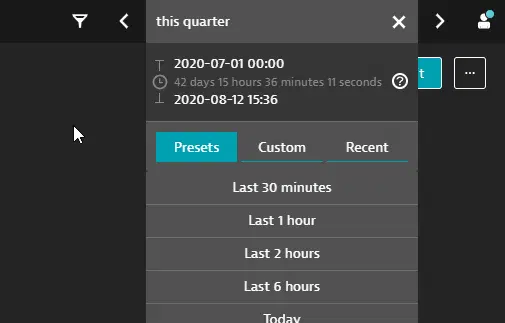 this quarter
2020-07-01 00:00
42 days 15 hours 36 minutes 11 seconds
2020-08-12 15:36
t
...
Presets Custom Recent
Last 30 minutes
Last 1 hour
Last 2 hours
Last 6 hours
Today